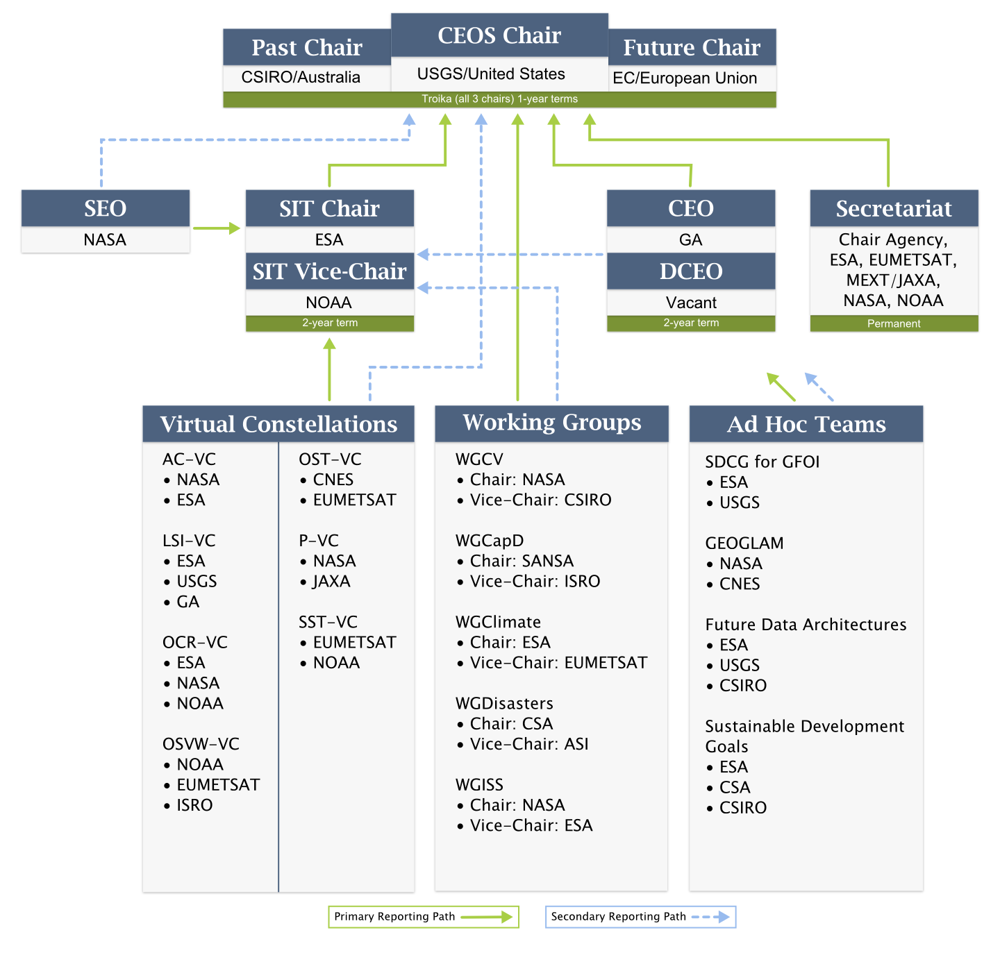 Past Chair
CSIRO/Australia
CEOS Chair
USGS/United States
Future Chair
EC/European Union
Troika (all 3 chairs) 1-year terms
SEO
NASA
SIT Chair
ESA
SIT Vice-Chair
NOAA
2-year term
CEO
GA
DCEO
Vacant
2-year term
Secretariat
Chair Agency,
ESA, EUMETSAT,
MEXT/JAXA,
NASA, NOAA
Permanent
Virtual Constellations
AC-VC
• NASA
• ESA
LSI-VC
• ESA
• USGS
• GA
OCR-VC
• ESA
• NASA
• NOAA
OSVW-VC
• NOAA
• EUMETSAT
• ISRO
OST-VC
• CNES
• EUMETSAT
P-VC
• NASA
• JAXA
SST-VC
• EUMETSAT
• NOAA
Working Groups
WGCV
• Chair: NASA
• Vice-Chair: CSIRO
WGCapD
• Chair: SANSA
• Vice-Chair: ISRO
WGClimate
• Chair: ESA
• Vice-Chair: EUMETSAT
WGDisasters
• Chair: CSA
• Vice-Chair: ASI
WGISS
• Chair: NASA
• Vice-Chair: ESA
Ad Hoc Teams
SDCG for GFOI
• ESA
• USGS
GEOGLAM
• NASA
• CNES
Future Data Architectures
• ESA
• USGS
• CSIRO
Sustainable Development
Goals
• ESA
• CSA
• CSIRO
Primary Reporting Path
Secondary Reporting Path